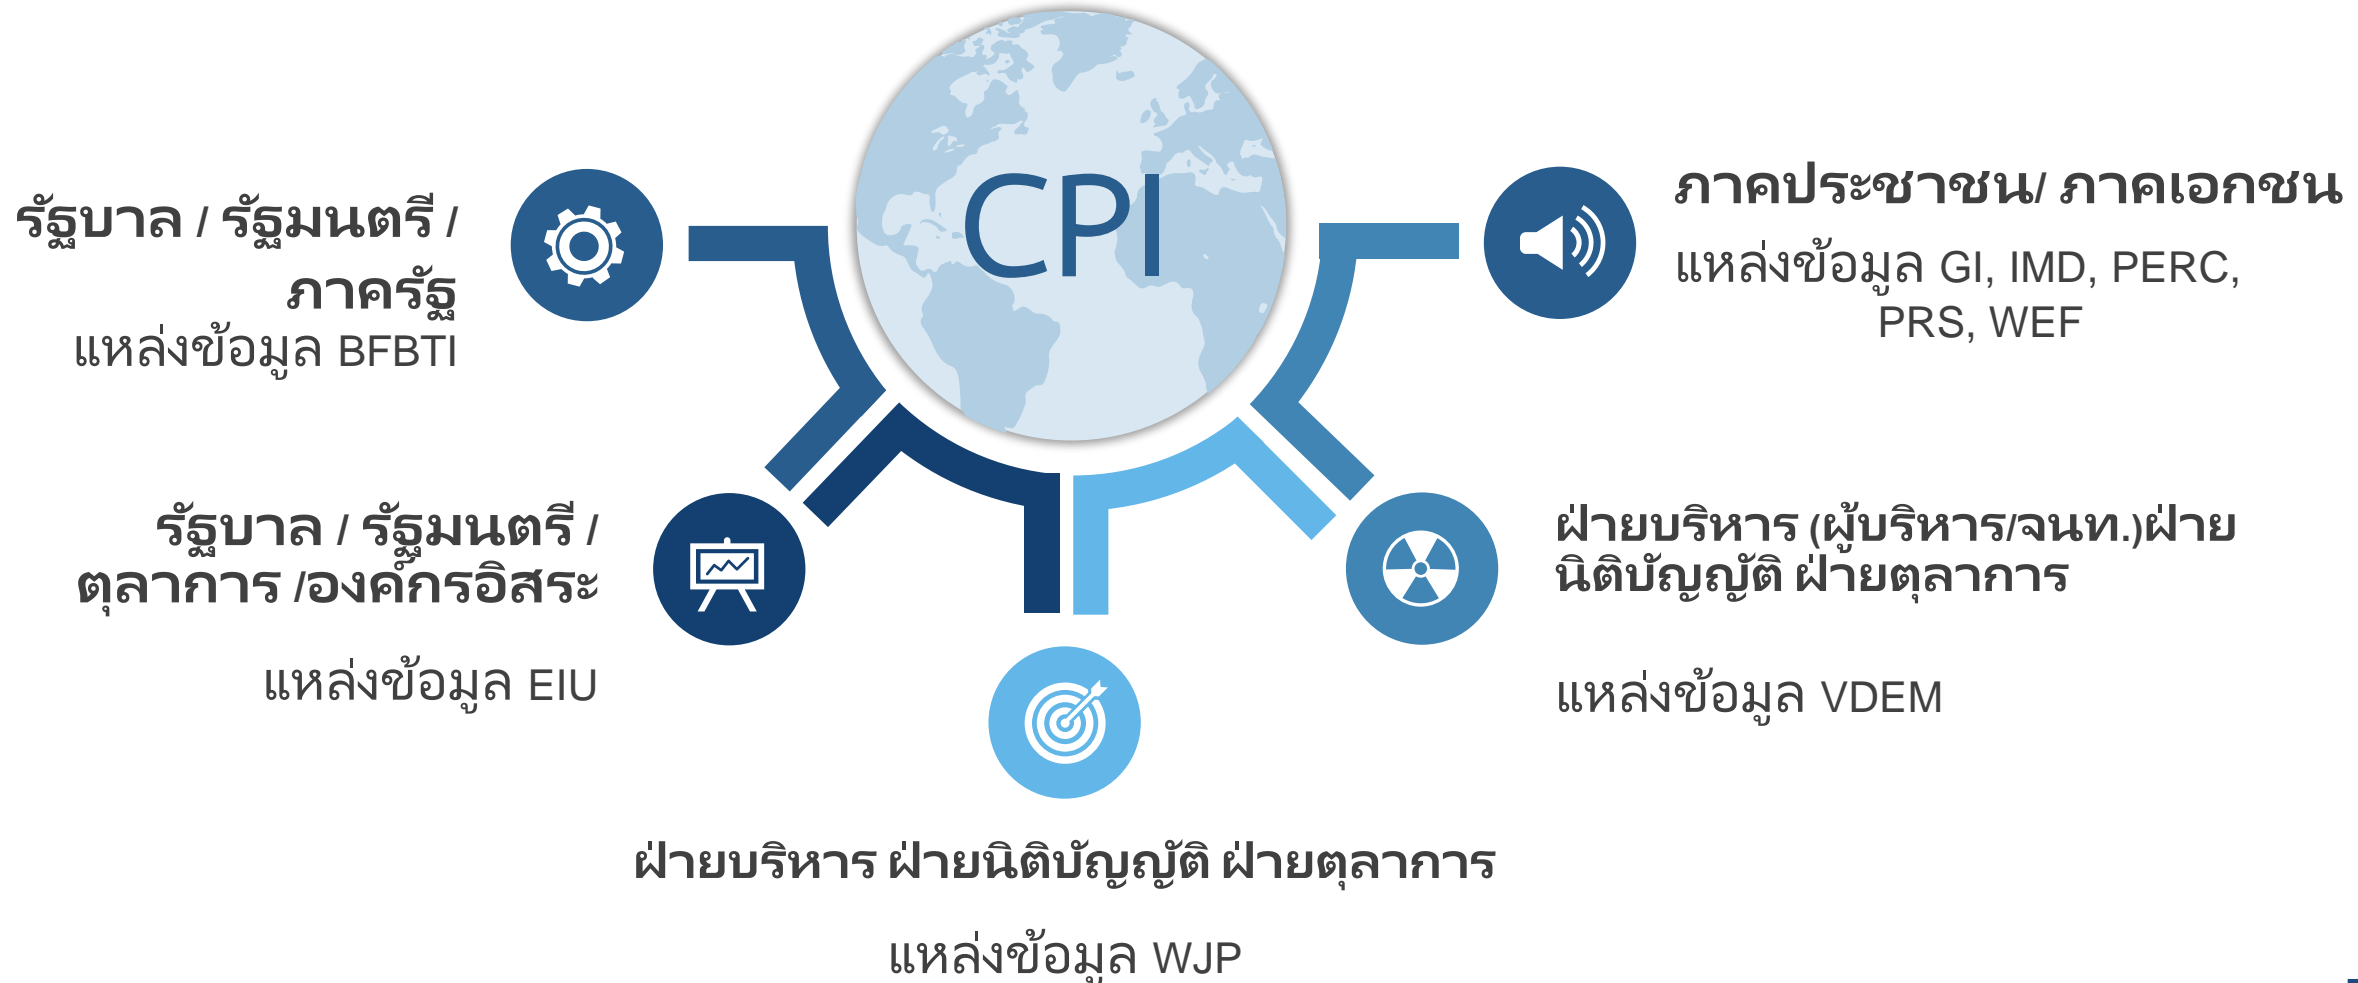 CPI
รัฐบาล / รัฐมนตรี /
ภาครัฐ
แหล่งข้อมูล BFBTI
รัฐบาล / รัฐมนตรี /
ตุลาการ /องค์กรอิสระ
แหล่งข้อมูล EIU
ฝ่ายบริหาร ฝ่ายนิติบัญญัติ ฝ่ายตุลาการ
แหล่งข้อมูล WJP
ฝ่ายบริหาร (ผู้บริหาร/จนท.)ฝ่าย
นิติบัญญัติ ฝ่ายตุลาการ
แหล่งข้อมูล VDEM
ภาคประชาชน/ ภาคเอกชน
แหล่งข้อมูล GI, IMD, PERC,
PRS, WEF